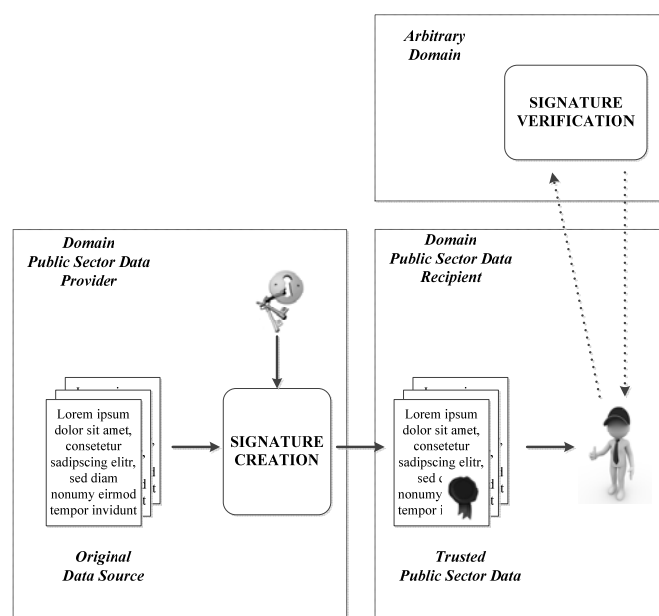 Arbitrary
Domain
SIGNATURE
VERIFICATION
Domain
Public Sector Data
Provider
Domain
Public Sector Data
Recipient
Lorem ipsum
dolor sit amet,
consetetur
sadipscing elitr,
sed diam
nonumy eirmod
tempor invidunt
SIGNATURE
CREATION
Lorem ipsum
dolor sit amet,
consetetur
sadipscing elitr,
sed
nonumy
tempor i
Original
Data Source
Trusted
Public Sector Data